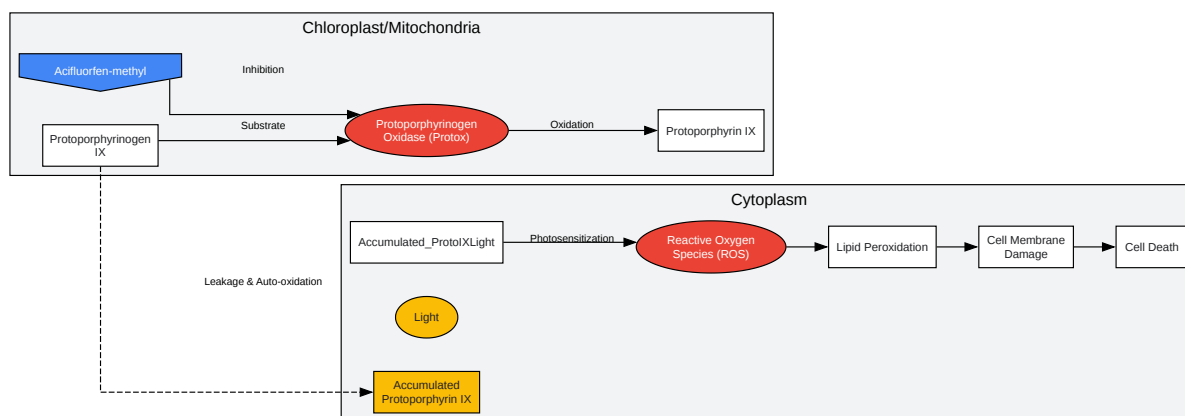 Chloroplast/Mitochondria
Acifluorfen-methyl
Inhibition
Protoporphyrinogen
IX
Substrate
Protoporphyrinogen
Oxidase (Protox)
Oxidation
Protoporphyrin IX
Cytoplasm
Accumulated_ProtoIXLight
Photosensitization
Reactive Oxygen
Species (ROS)
Lipid Peroxidation
Cell Membrane
Damage
Cell Death
Leakage & Auto-oxidation
Light
Accumulated
Protoporphyrin IX